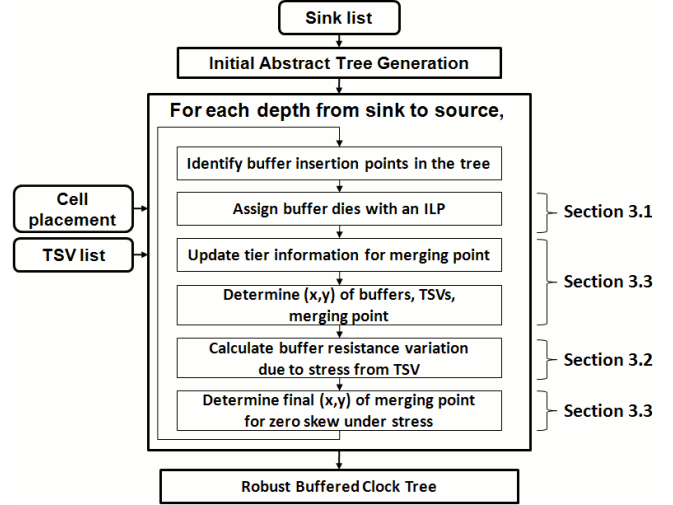 Sink list
Initial Abstract Tree Generation
For each depth from sink to source,
Identify buffer insertion points in the tree
Cell
placement
Assign buffer dies with an ILP
Section 3.1
TSV list
Update tier information for merging point
Determine (x,y) of buffers, TSVs,
merging point
Section 3.3
Calculate buffer resistance variation
due to stress from TSV
Section 3.2
Determine final (x,y) of merging point
for zero skew under stress
Section 3.3
Robust Buffered Clock Tree